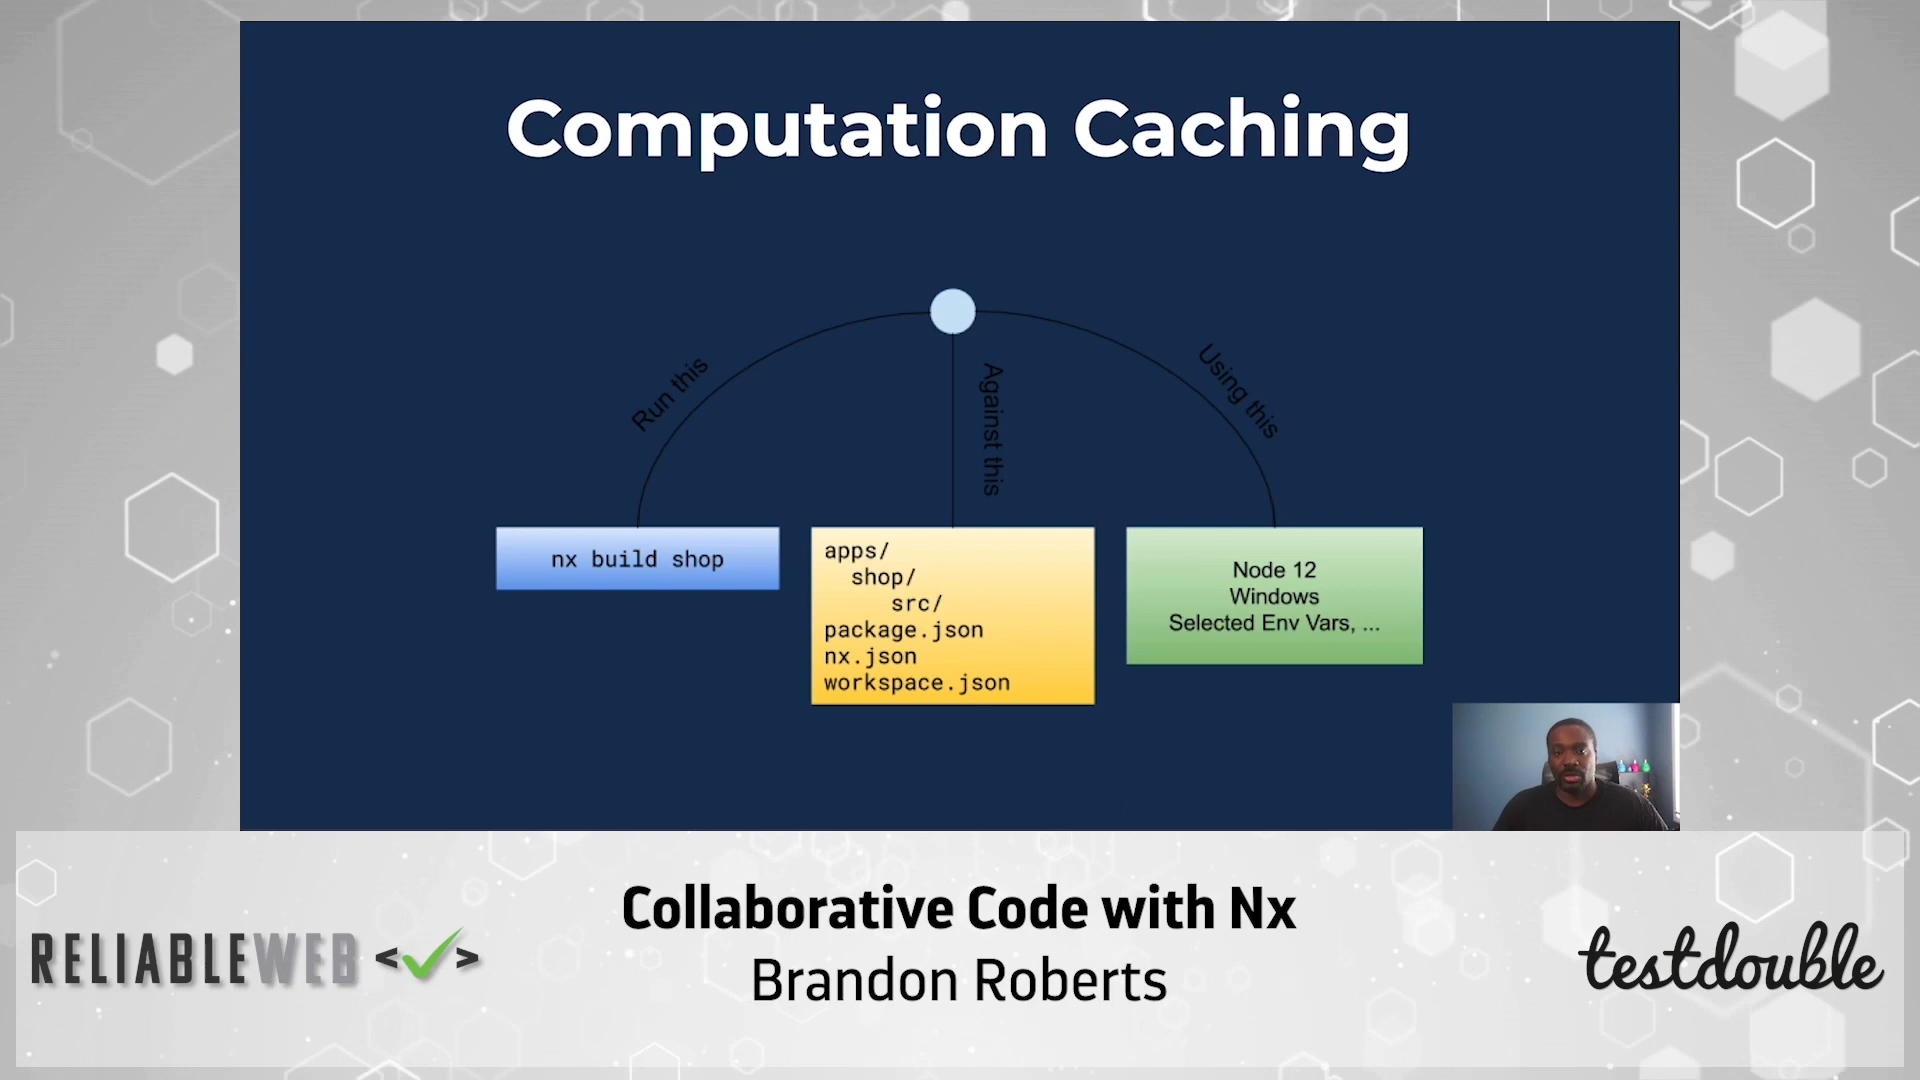 Computation Caching
Run this
Against this
Using this
nx build shop
apps/
shop/
src/
package.json
nx.json
workspace.json
Node 12
Windows
Selected Env Vars, ...
Collaborative Code with Nx
Brandon Roberts
RELIABLEWEB < >
testdouble